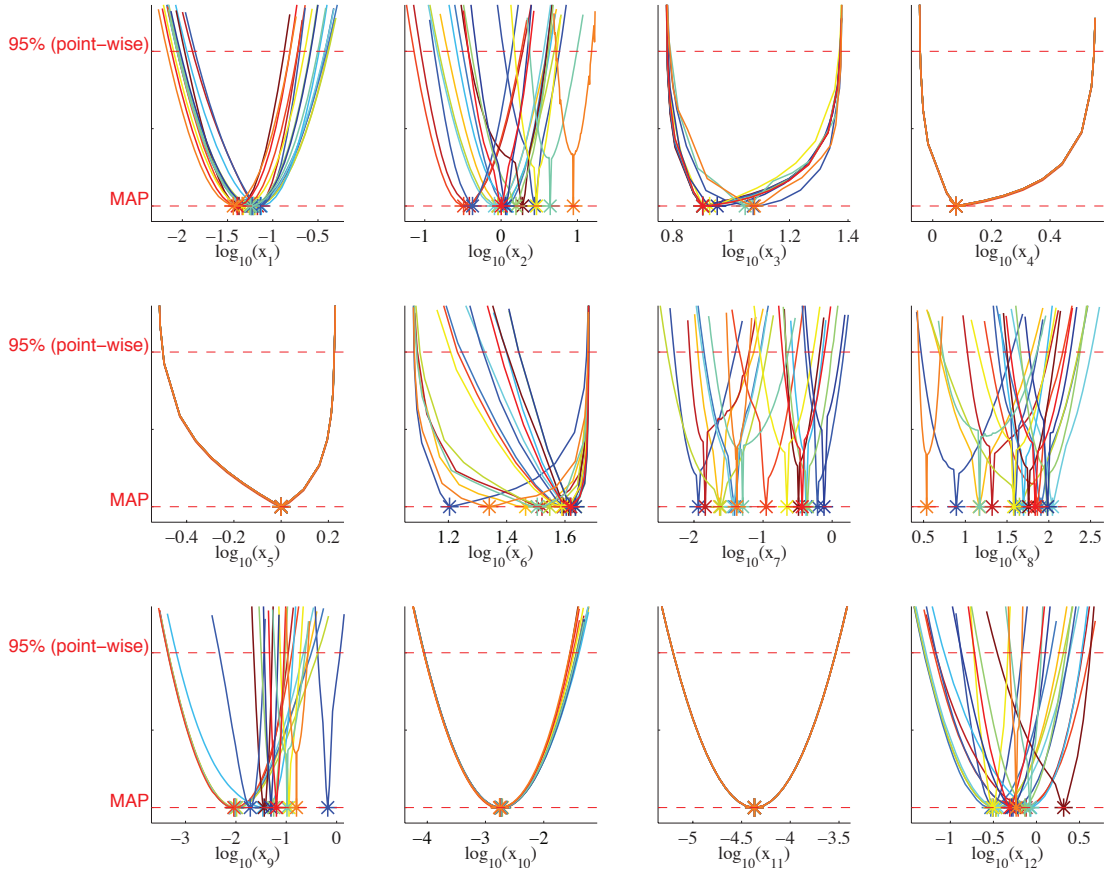 95% (point−wise)
MAP
−2 −1.5 −1 −0.5
log10(x1)
−1 0 1
log10(x2)
0.8 1 1.2 1.4
log10(x3)
0 0.4 0.8
log10(x4)
95% (point−wise)
MAP
−0.4 −0.2 0 0.2
log10(x5)
1.2 1.4 1.6
log10(x6)
−2 −1 0
log10(x7)
0.5 1 1.5 2 2.5
log10(x8)
95% (point−wise)
MAP
−3 −2 −1 0
log10(x9)
−4 −3 −2
log10(x10)
−5 −4.5 −4 −3.5
log10(x11)
−1 −0.5 0 0.5
log10(x12)